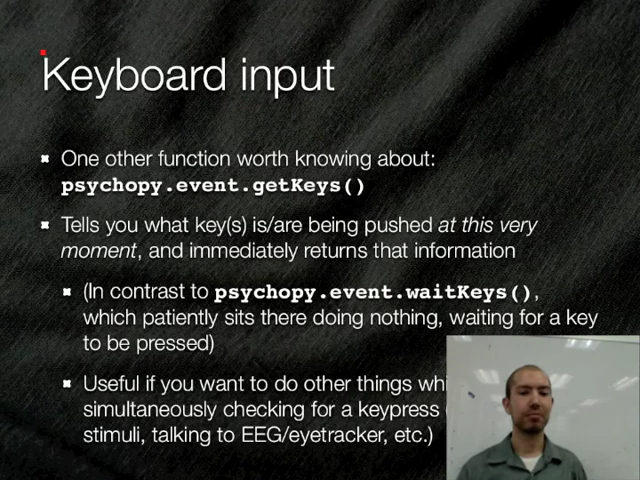 Keyboard input
One other function worth knowing about:
psychopy.event.getKeys()
Tells you what key(s) is/are being pushed at this very
moment, and immediately returns that information
(In contrast to psychopy.event.waitKeys(),
which patiently sits there doing nothing, waiting for a key
to be pressed)
Useful if you want to do other things
simultaneously checking for a keypress
stimuli, talking to EEG/eyetracker, etc.)